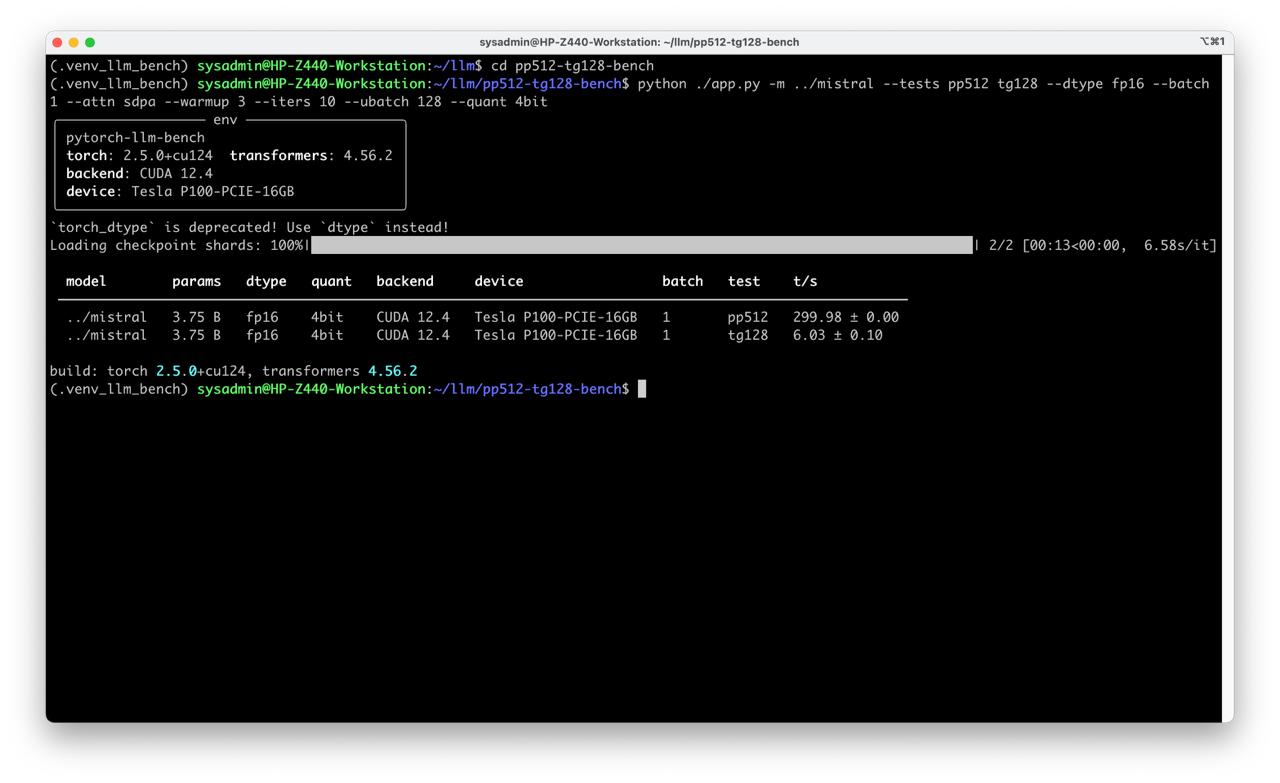 sysadmin@HP-Z440-Workstation: ~/llm/pp512-tg128-bench ⌥⌘1
(.venv_llm_bench) sysadmin@HP-Z440-Workstation:~/llm$ cd pp512-tg128-bench
(.venv_llm_bench) sysadmin@HP-Z440-Workstation:~/llm/pp512-tg128-bench$ python ./app.py -m ../mistral --tests pp512 tg128 --dtype fp16 --batch
1 --attn sdpa --warmup 3 --iters 10 --ubatch 128 --quant 4bit
env
pytorch-llm-bench
torch: 2.5.0+cu124 transformers: 4.56.2
backend: CUDA 12.4
device: Tesla P100-PCIE-16GB
`torch_dtype` is deprecated! Use `dtype` instead!
Loading checkpoint shards: 100%| | 2/2 [00:13<00:00, 6.58s/it]
model params dtype quant backend device batch test t/s
../mistral 3.75 B fp16 4bit CUDA 12.4 Tesla P100-PCIE-16GB 1 pp512 299.98 ± 0.00
../mistral 3.75 B fp16 4bit CUDA 12.4 Tesla P100-PCIE-16GB 1 tg128 6.03 ± 0.10
build: torch 2.5.0+cu124, transformers 4.56.2
(.venv_llm_bench) sysadmin@HP-Z440-Workstation:~/llm/pp512-tg128-bench$